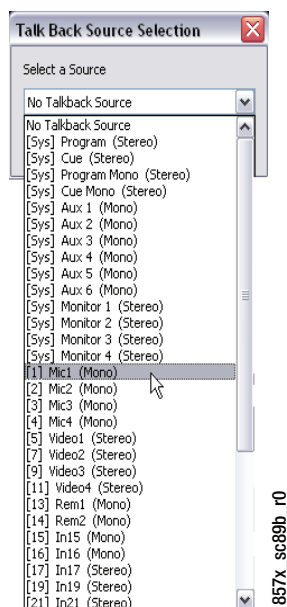 Talk Back Source Selection
Select a Source
No Talkback Source
No Talkback Source
[Sys] Program (Stereo)
[Sys] Cue (Stereo)
[Sys] Program Mono (Stereo)
[Sys] Cue Mono (Stereo)
[Sys] Aux 1 (Mono)
[Sys] Aux 2 (Mono)
[Sys] Aux 3 (Mono)
[Sys] Aux 4 (Mono)
[Sys] Aux 5 (Mono)
[Sys] Aux 6 (Mono)
[Sys] Monitor 1 (Stereo)
[Sys] Monitor 2 (Stereo)
[Sys] Monitor 3 (Stereo)
[Sys] Monitor 4 (Stereo)
[1] Mic1 (Mono)
[2] Mic2 (Mono)
[3] Mic3 (Mono)
[4] Mic4 (Mono)
[5] Video1 (Stereo)
[7] Video2 (Stereo)
[9] Video3 (Stereo)
[11] Video4 (Stereo)
[13] Rem1 (Mono)
[14] Rem2 (Mono)
[15] In15 (Mono)
[16] In16 (Mono)
[17] In17 (Stereo)
[19] In19 (Stereo)
[21] In21 (Stereo)
857x_sc89b_r0